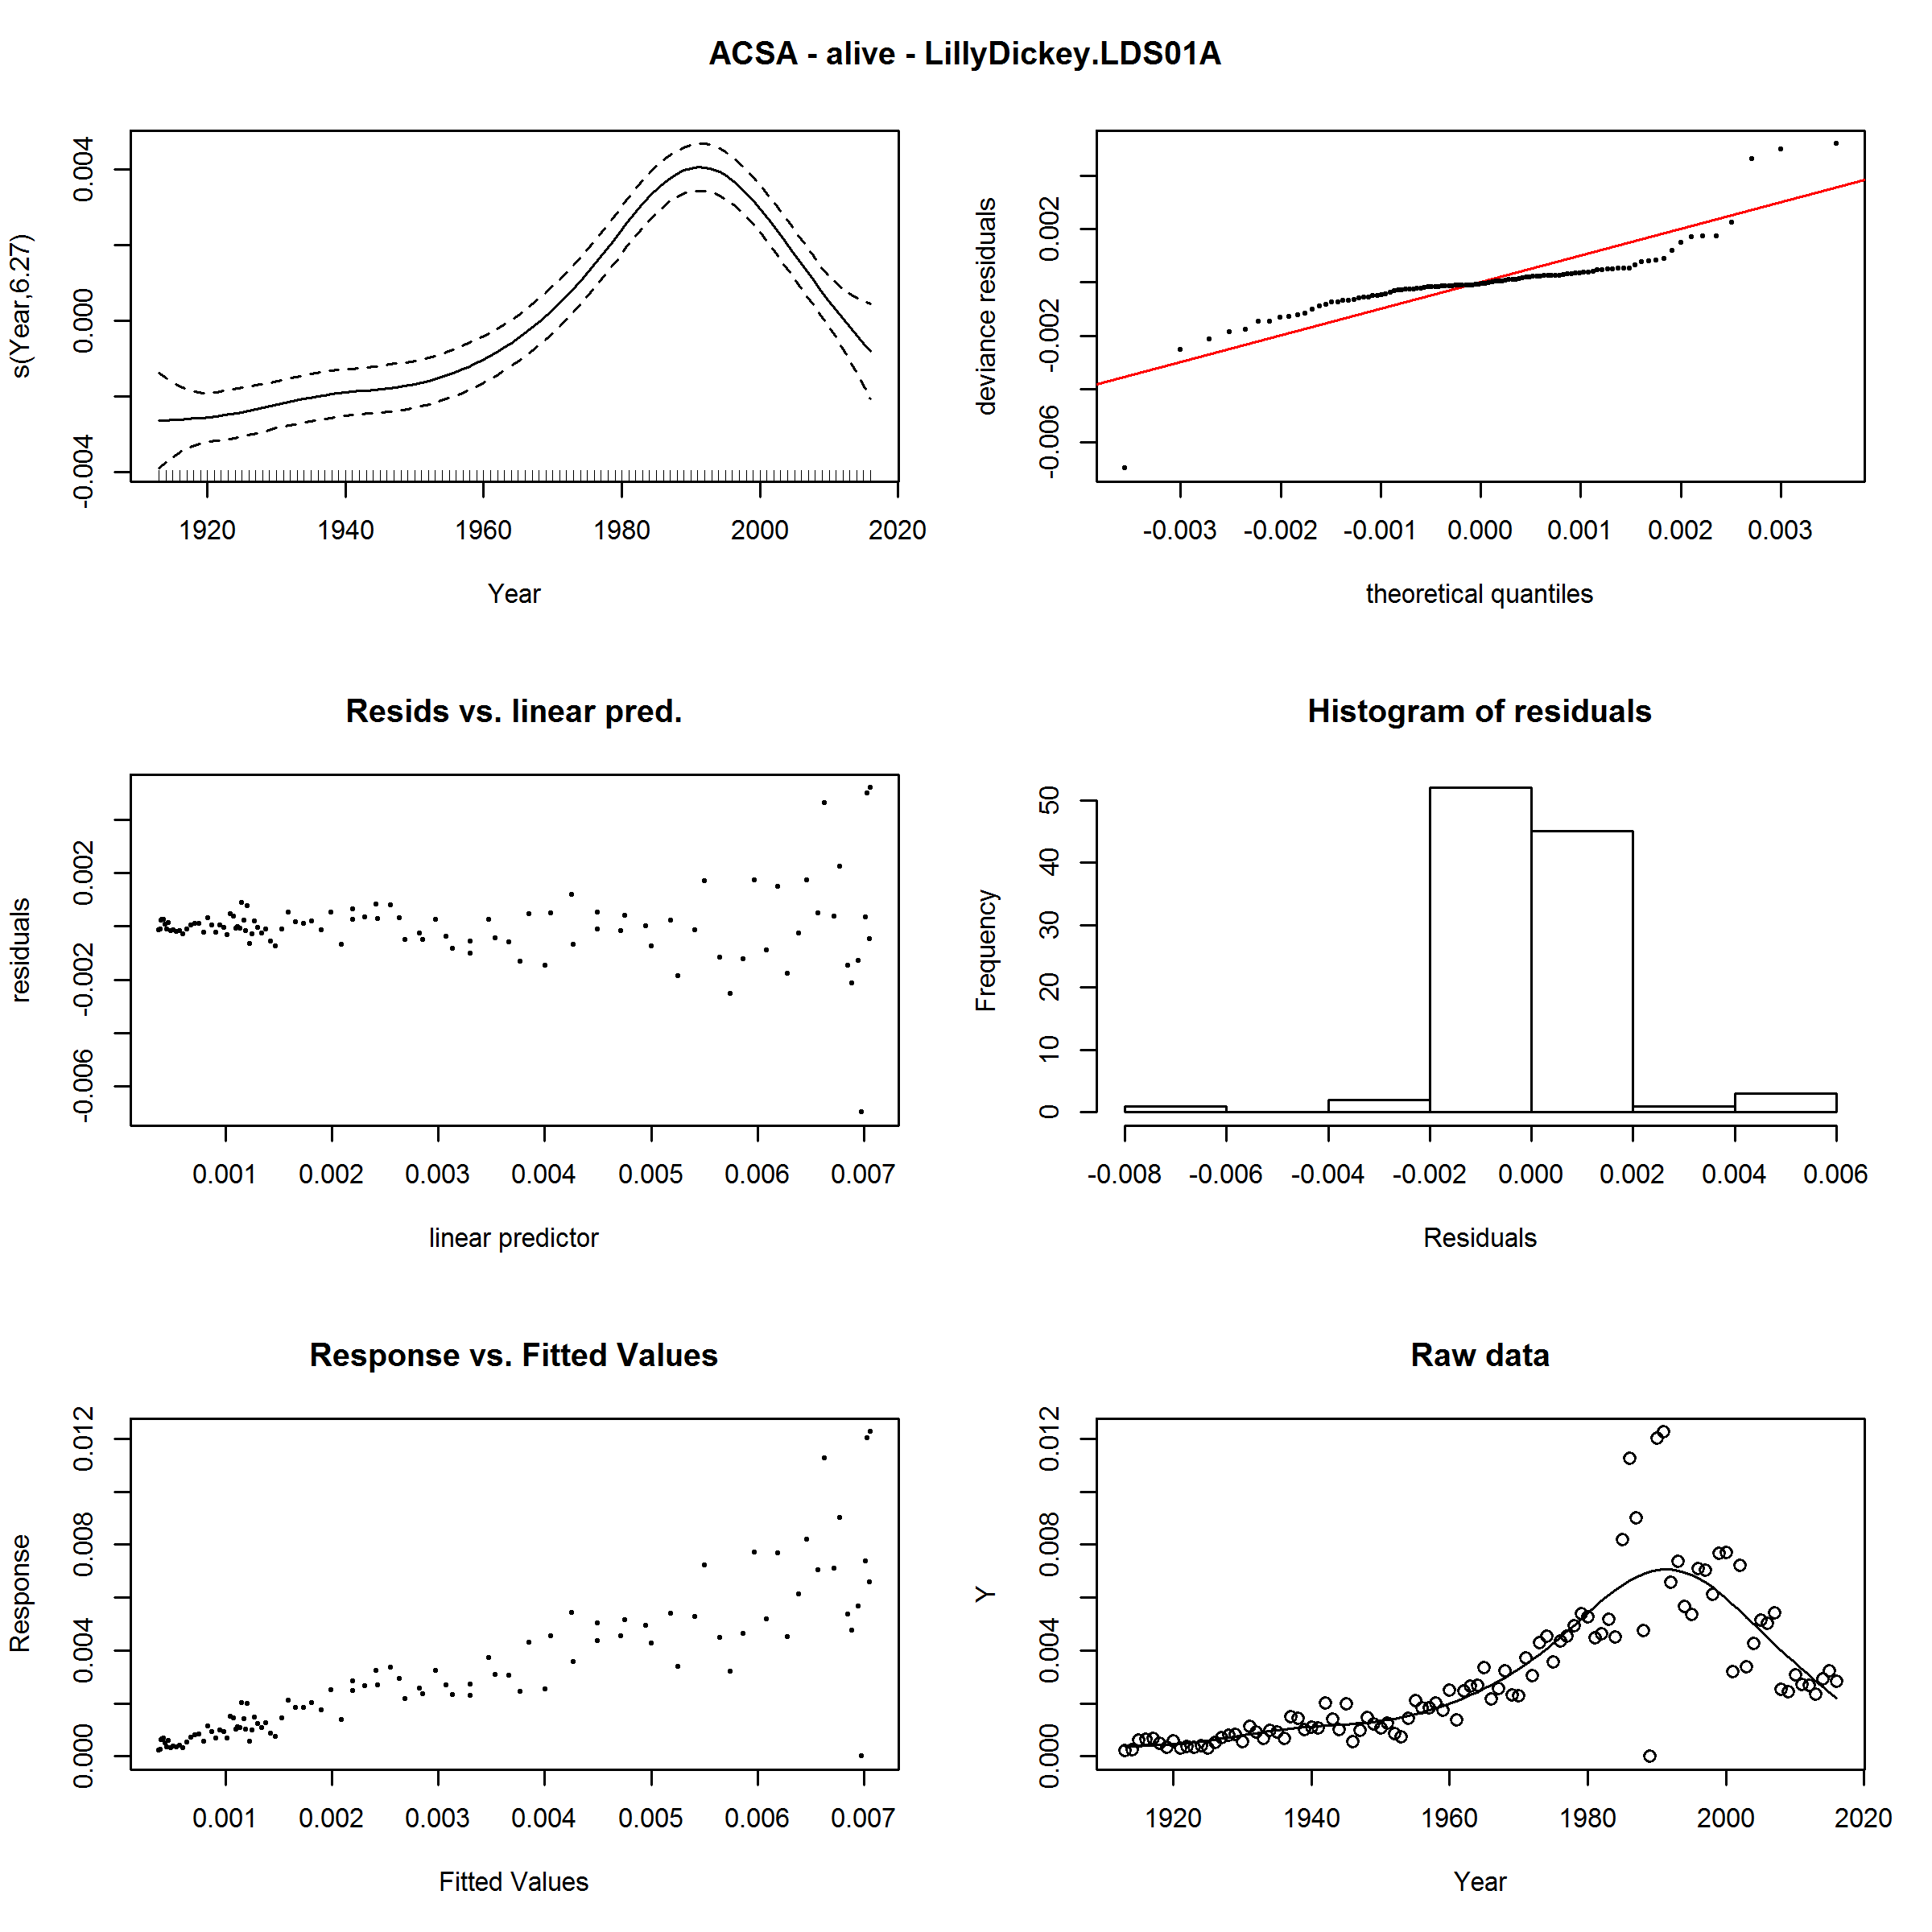 ACSA - alive - LillyDickey.LDS01A
s(Year,6.27)
-0.004 0.000 0.004
1920 1940 1960 1980 2000 2020
Year
deviance residuals
-0.006 -0.002 0.002
-0.003 -0.002 -0.001 0.000 0.001 0.002 0.003
theoretical quantiles
Resids vs. linear pred.
residuals
-0.006 -0.002 0.002
0.001 0.002 0.003 0.004 0.005 0.006 0.007
linear predictor
Histogram of residuals
Frequency
0 10 20 30 40 50
-0.008 -0.006 -0.004 -0.002 0.000 0.002 0.004 0.006
Residuals
Response vs. Fitted Values
Response
0.000 0.004 0.008 0.012
0.001 0.002 0.003 0.004 0.005 0.006 0.007
Fitted Values
Raw data
Y
0.000 0.004 0.008 0.012
1920 1940 1960 1980 2000 2020
Year